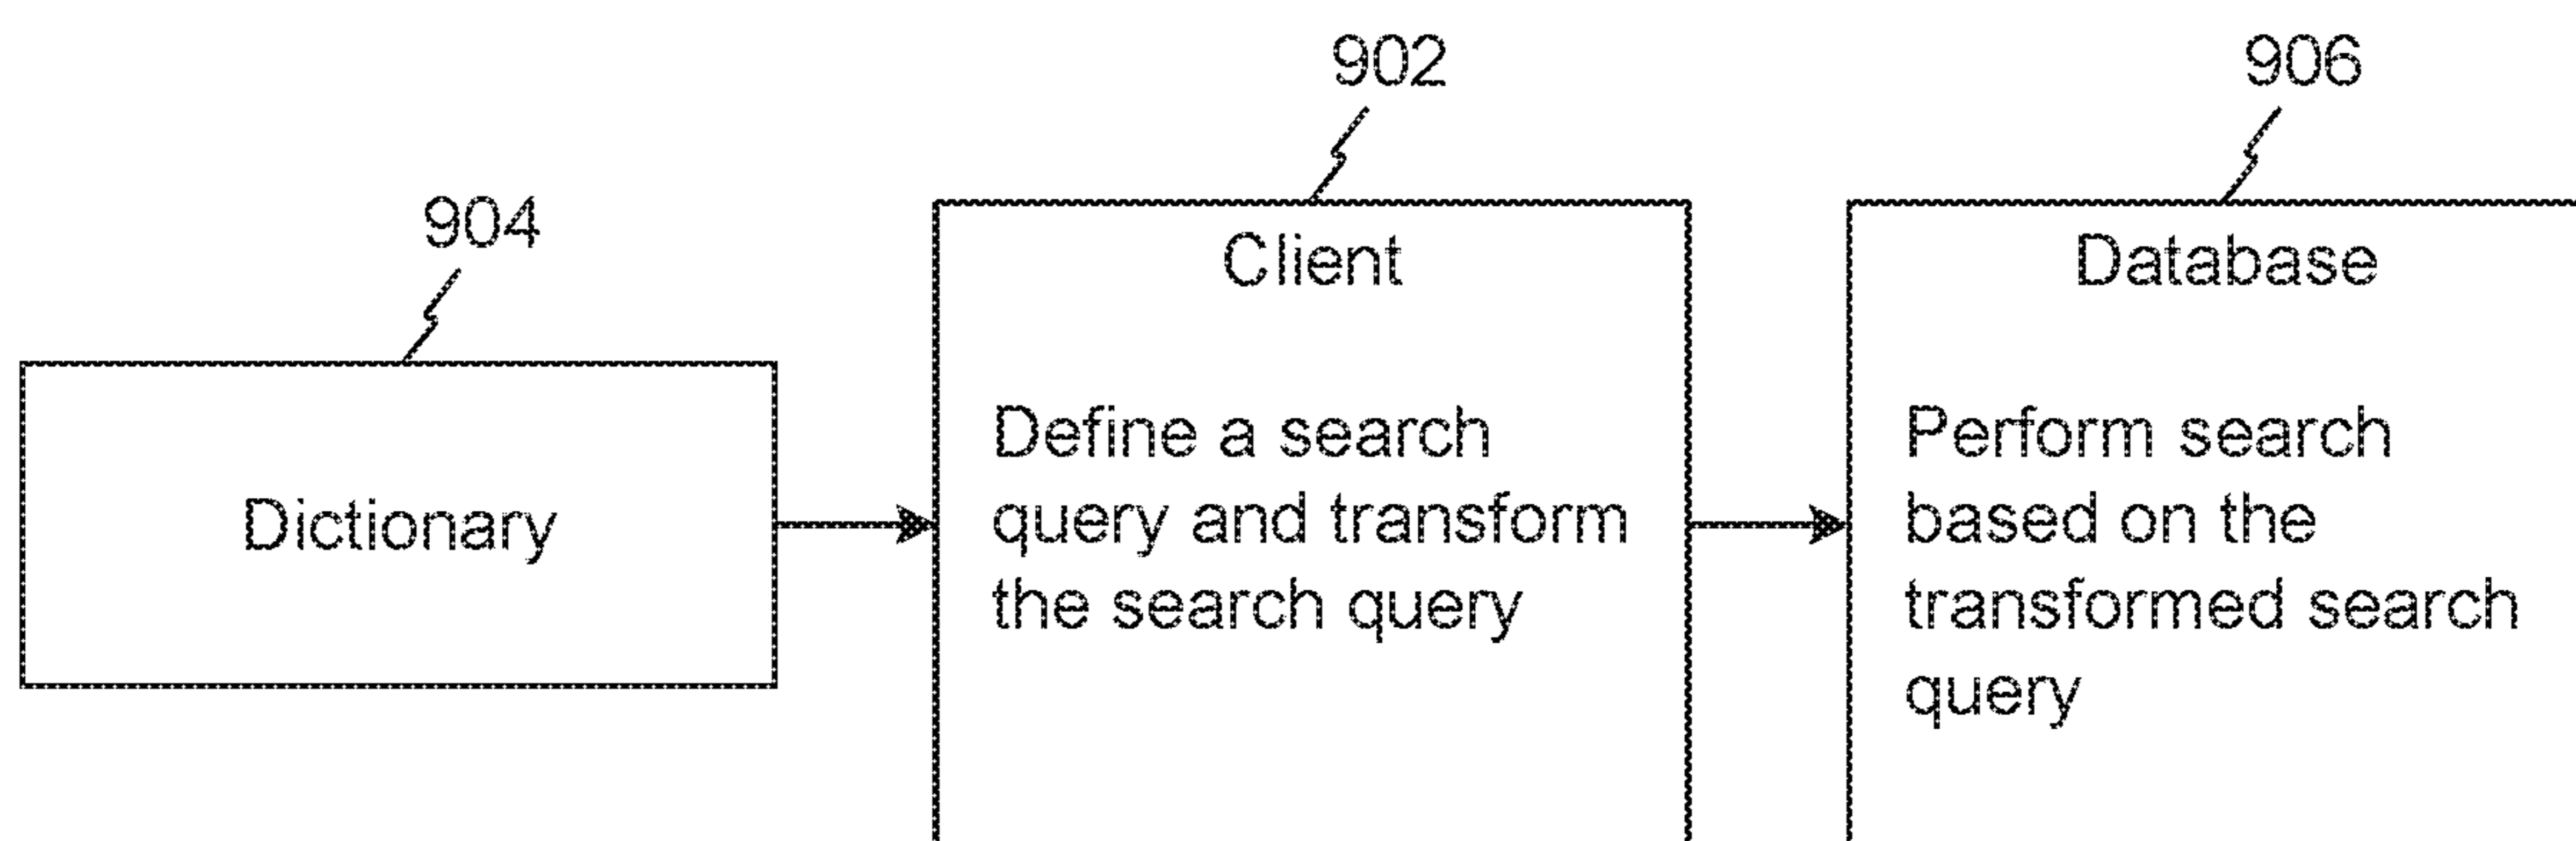 902
906
904
Client
Database
Dictionary
Define a search
query and transform
the search query
Perform search
based on the
transformed search
query